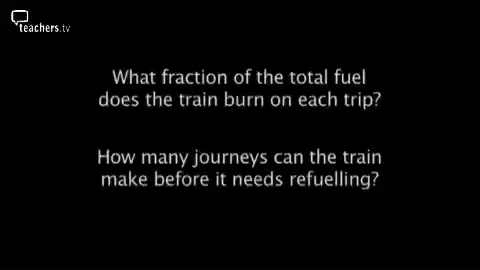 teachers.tv
What fraction of the total fuel
does the train burn on each trip?
How many journeys can the train
make before it needs refuelling?